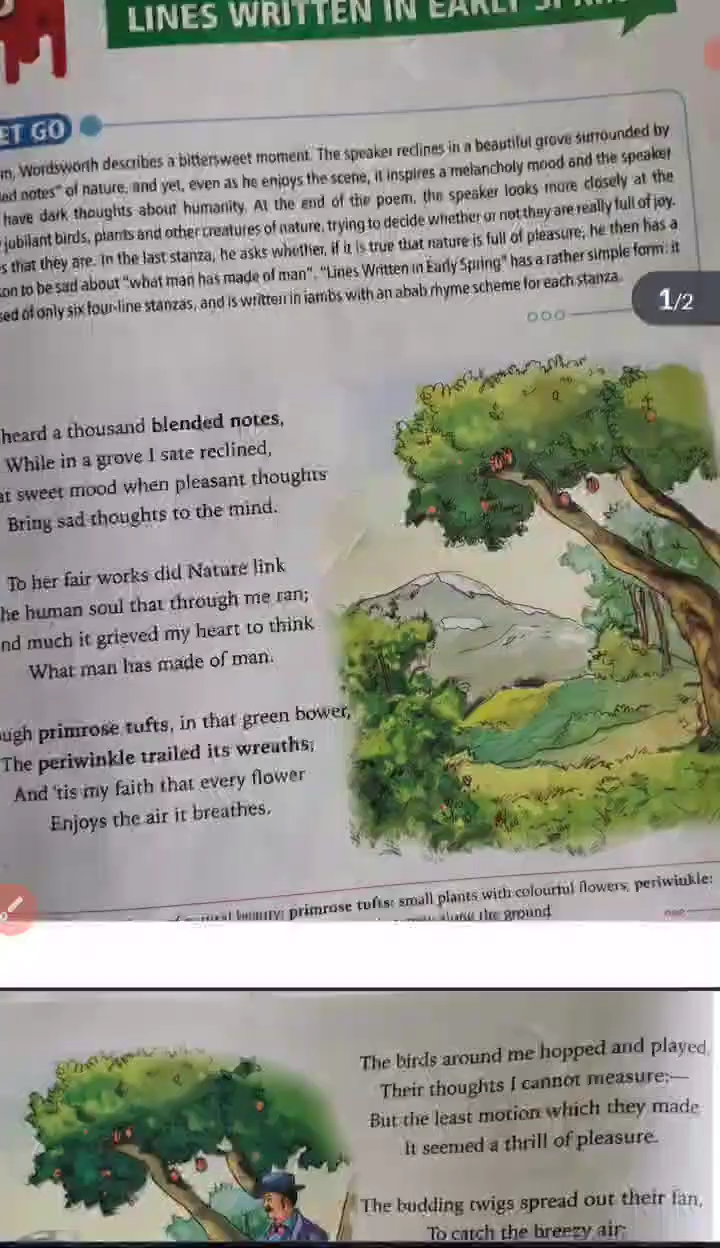 LINES WRITTEN IN EARLY
ET GO
Wordsworth describes a bittersweet moment. The speaker reclines in a beautiful grove surrounded by
notes" of nature, and yet, even as he enjoys the scene, it inspires a melancholy mood and the speaker
have dark thoughts about humanity. At the end of the poem, the speaker looks more closely at the
jubilant birds, plants and other creatures of nature, trying to decide whether or not they are really full of joy.
s that they are. In the last stanza, he asks whether, if it is true that nature is full of pleasure, he then has a
on to be sad about "what man has made of man". "Lines Written in Early Spring" has a rather simple form: it
sed of only six four-line stanzas, and is written in iambs with an abab rhyme scheme for each stanza.
1/2
heard a thousand blended notes,
While in a grove I sate reclined,
at sweet mood when pleasant thoughts
Bring sad thoughts to the mind.
To her fair works did Nature link
he human soul that through me ran;
nd much it grieved my heart to think
What man has made of man.
ugh primrose tufts, in that green bower,
The periwinkle trailed its wreaths;
And 'tis my faith that every flower
Enjoys the air it breathes.
beauty; primrose tufts: small plants with colourful flowers; periwinkle:
along the ground
The birds around me hopped and played,
Their thoughts I cannot measure:—
But the least motion which they made
It seemed a thrill of pleasure.
The budding twigs spread out their fan,
To catch the breezy air;